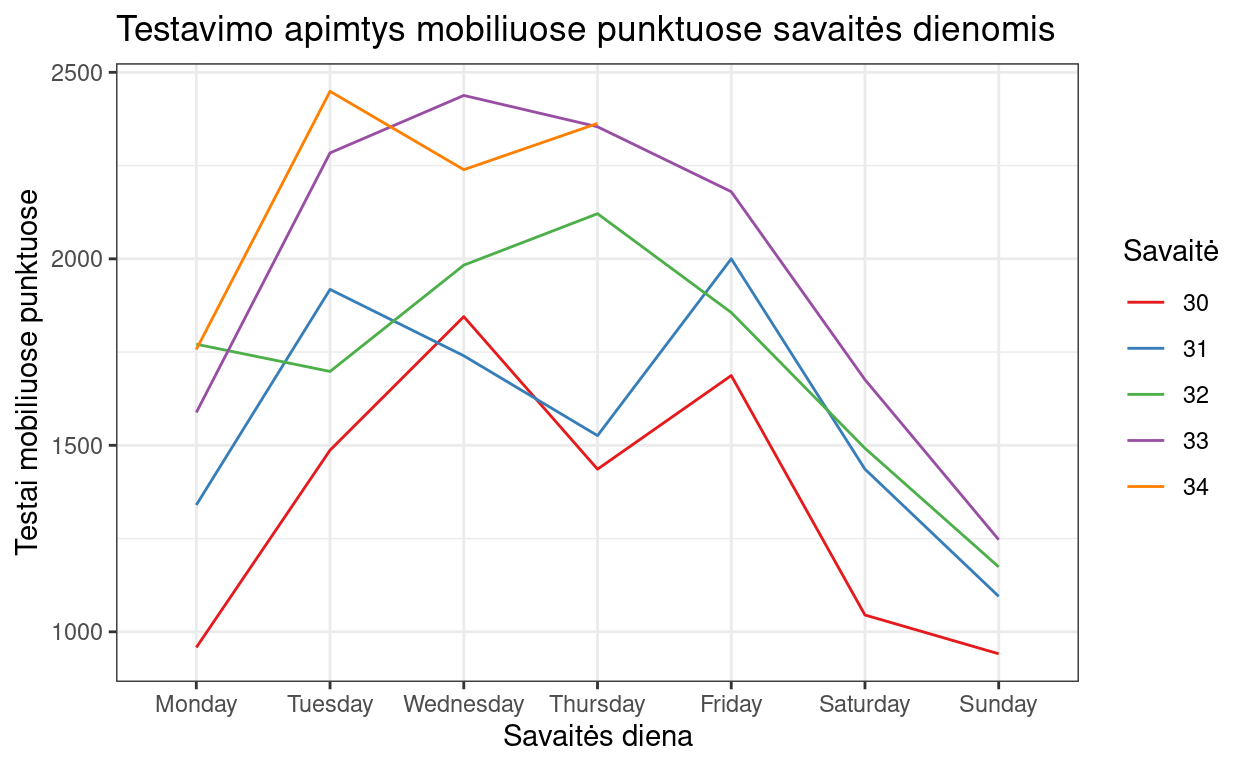 Testavimo apimtys mobiliuose punktuose savaitės dienomis
Testai mobiliuose punktuose
2500
2000
1500
1000
Monday Tuesday Wednesday Thursday Friday Saturday Sunday
Savaitės diena
Savaitė
30
31
32
33
34